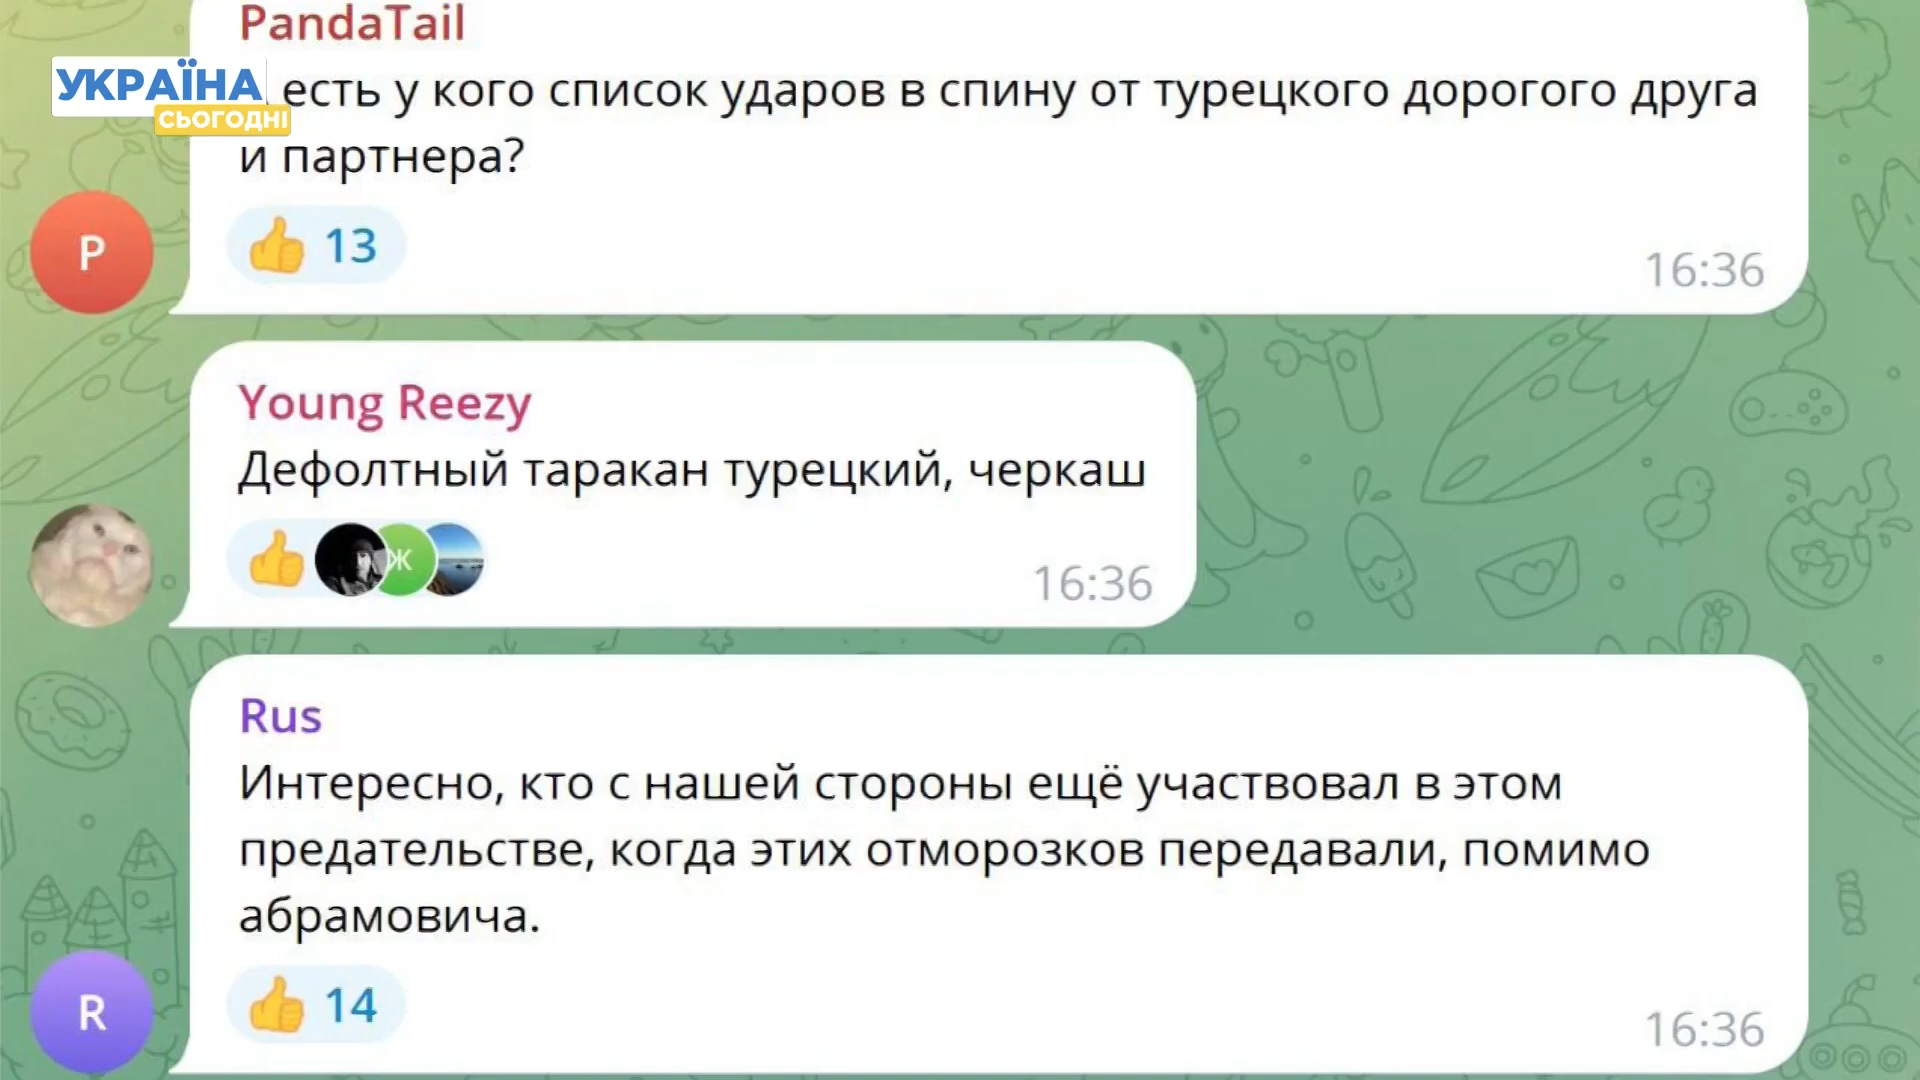 PandaTail
УКРАЇНА
СЬОГОДНІ
есть у кого список ударов в спину от турецкого дорогого друга
и партнера?
P
13
16:36
Young Reezy
Дефолтный таракан турецкий, черкаш
Ж
16:36
Rus
Интересно, кто с нашей стороны ещё участвовал в этом
предательстве, когда этих отморозков передавали, помимо
абрамовича.
R
14
16:36